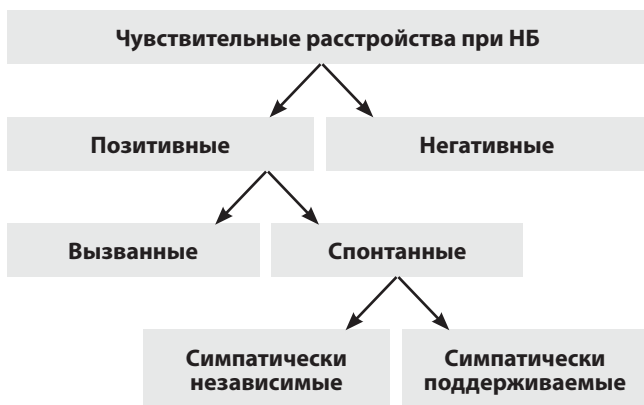 Чувствительные расстройства при НБ
Позитивные
Негативные
Вызванные
Спонтанные
Симпатически
независимые
Симпатически
поддерживаемые